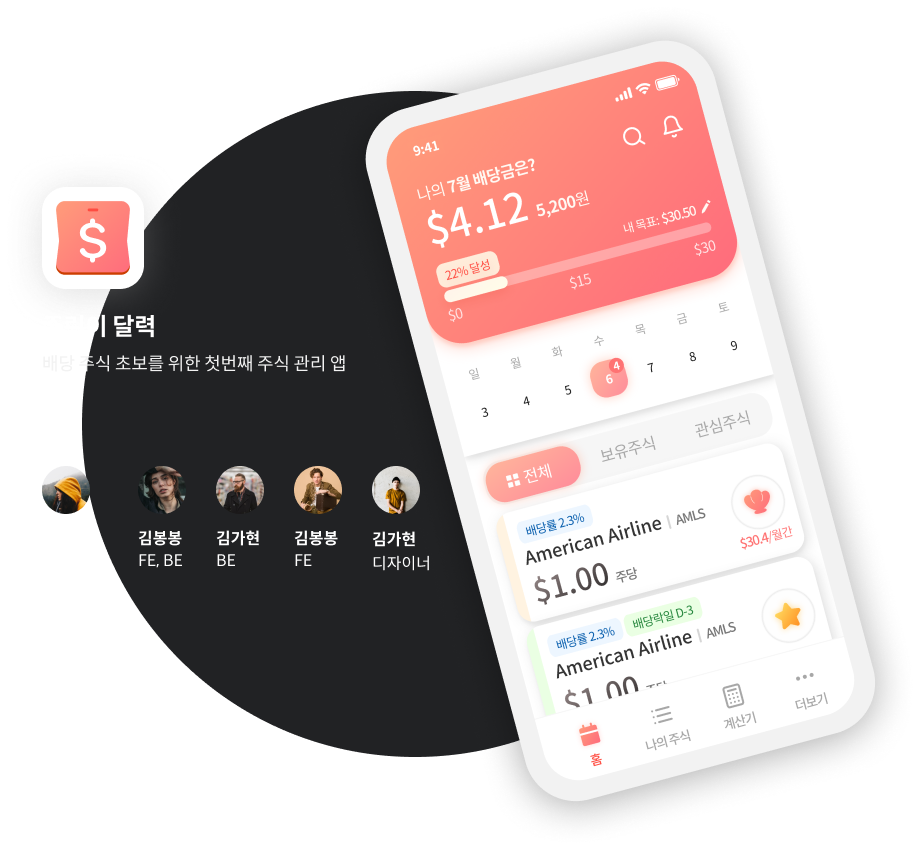 이 달력
배당 주식 초보를 위한 첫번째 주식 관리 앱
김봉봉
FE, BE
김가현
BE
김봉봉
FE
김가현
디자이너
9:41
나의 7월 배당금은?
$4.12 5,200원
내 목표: $30.50
22% 달성
$0 $15 $30
일 월 화 수 목 금 토
3 4 5 6 4 7 8 9
전체 보유주식 관심주식
배당률 2.3%
American Airline | AMLS
$1.00 주당
$30.4/월간
배당률 2.3% 배당락일 D-3
American Airline | AMLS
$1.00 주당
홈 나의 주식 계산기 더보기